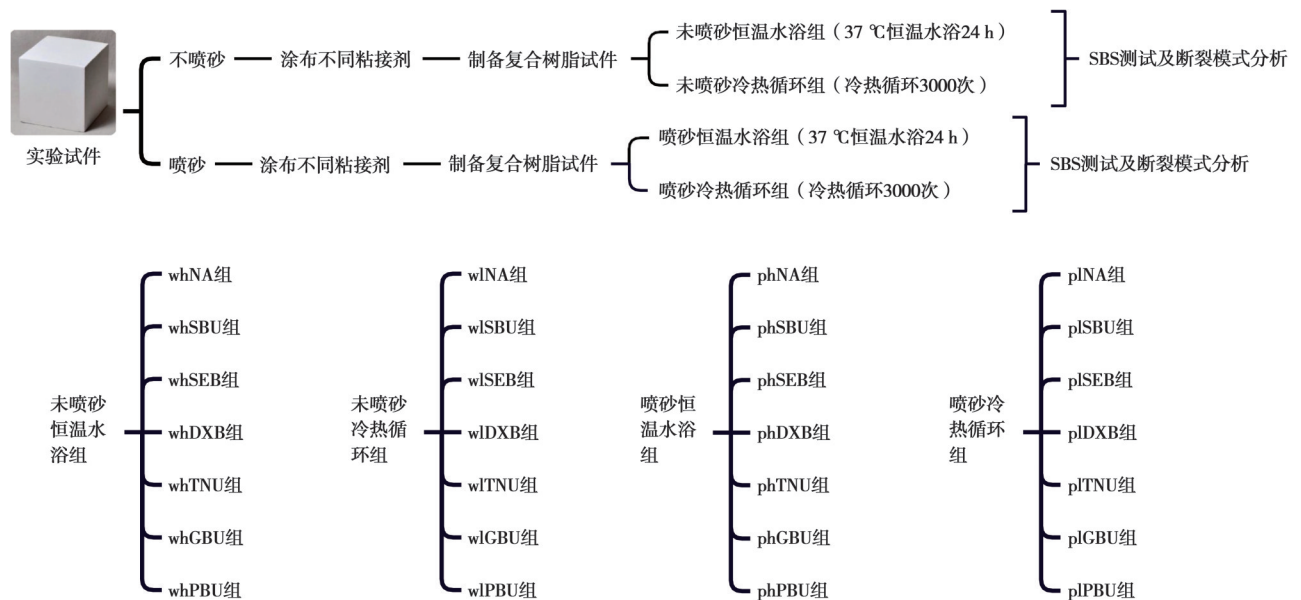 不喷砂 涂布不同粘接剂 制备复合树脂试件
未喷砂恒温水浴组（37 ℃恒温水浴24 h）
未喷砂冷热循环组（冷热循环3000次）
SBS测试及断裂模式分析
实验试件
喷砂 涂布不同粘接剂 制备复合树脂试件
喷砂恒温水浴组（37 ℃恒温水浴24 h）
喷砂冷热循环组（冷热循环3000次）
SBS测试及断裂模式分析
未喷砂
恒温水
浴组
whNA组
whSBU组
whSEB组
whDXB组
whTNU组
whGBU组
whPBU组
未喷砂
冷热循
环组
wlNA组
wlSBU组
wlSEB组
wlDXB组
wlTNU组
wlGBU组
wlPBU组
喷砂恒
温水浴
组
phNA组
phSBU组
phSEB组
phDXB组
phTNU组
phGBU组
phPBU组
喷砂冷
热循环
组
plNA组
plSBU组
plSEB组
plDXB组
plTNU组
plGBU组
plPBU组